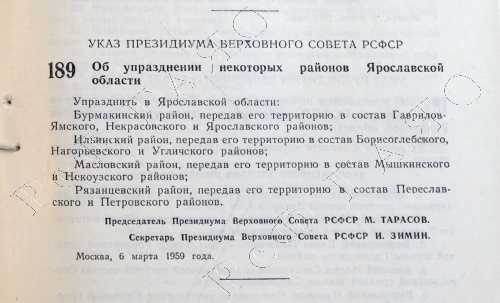 УКАЗ ПРЕЗИДИУМА ВЕРХОВНОГО СОВЕТА РСФСР
189 Об упразднении некоторых районов Ярославской
области
Упразднить в Ярославской области:
Бурмакинский район, передав его территорию в состав Гаврилов-
Ямского, Некрасовского и Ярославского районов;
Ильинский район, передав его территорию в состав Борисоглебского,
Нагорьевского и Угличского районов;
Масловский район, передав его территорию в состав Мышкинского
и Некоузского районов;
Рязанцевский район, передав его территорию в состав Переслав-
ского и Петровского районов.
Председатель Президиума Верховного Совета РСФСР М. ТАРАСОВ.
Секретарь Президиума Верховного Совета РСФСР И. ЗИМИН.
Москва, 6 марта 1959 года.